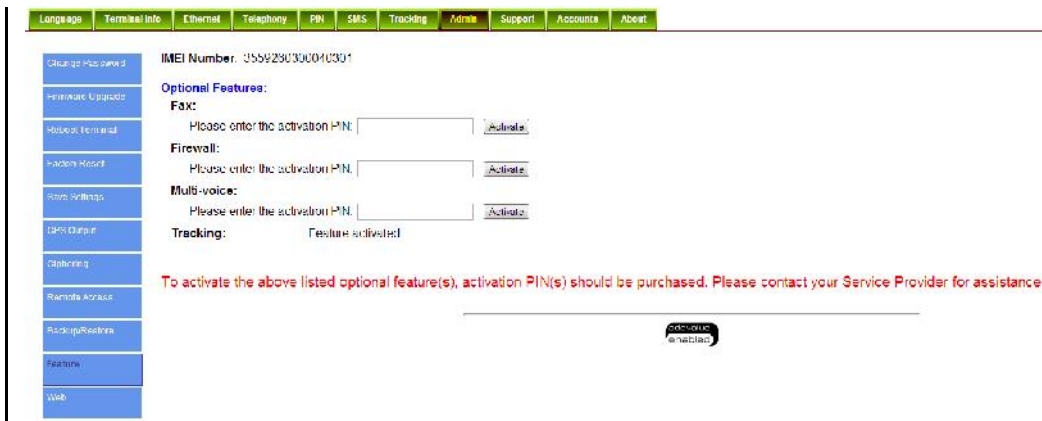 Language Terminal Info Ethernet Telephony PIN SMS Tracking Admin Support Accounts About
Change Password
Firmware Upgrade
Reboot Terminal
Factory Reset
Save Settings
GPS Output
Ciphering
Remote Access
Backup/Restore
Feature
Web
IMEI Number:
Optional Features:
Fax:
Please enter the activation PIN: Activate
Firewall:
Please enter the activation PIN: Activate
Multi-voice:
Please enter the activation PIN: Activate
Tracking: Feature activated
To activate the above listed optional feature(s), activation PIN(s) should be purchased. Please contact your Service Provider for assistance
addvalue
enabled